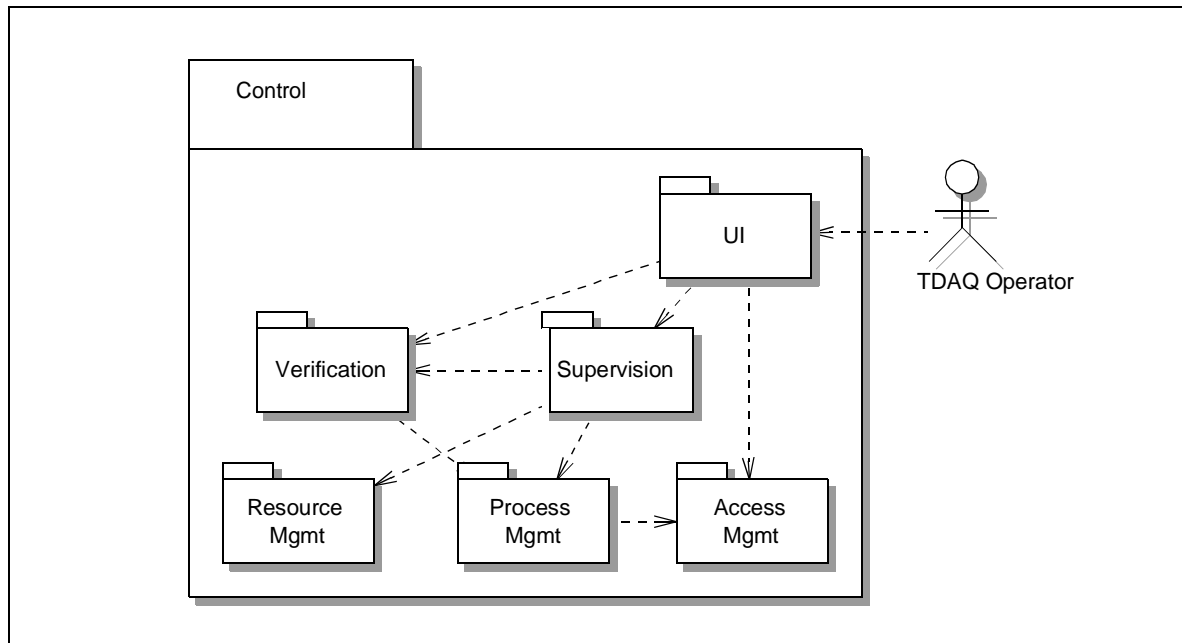 Control
UI
TDAQ Operator
Verification
Supervision
Resource
Mgmt
Process
Mgmt
Access
Mgmt